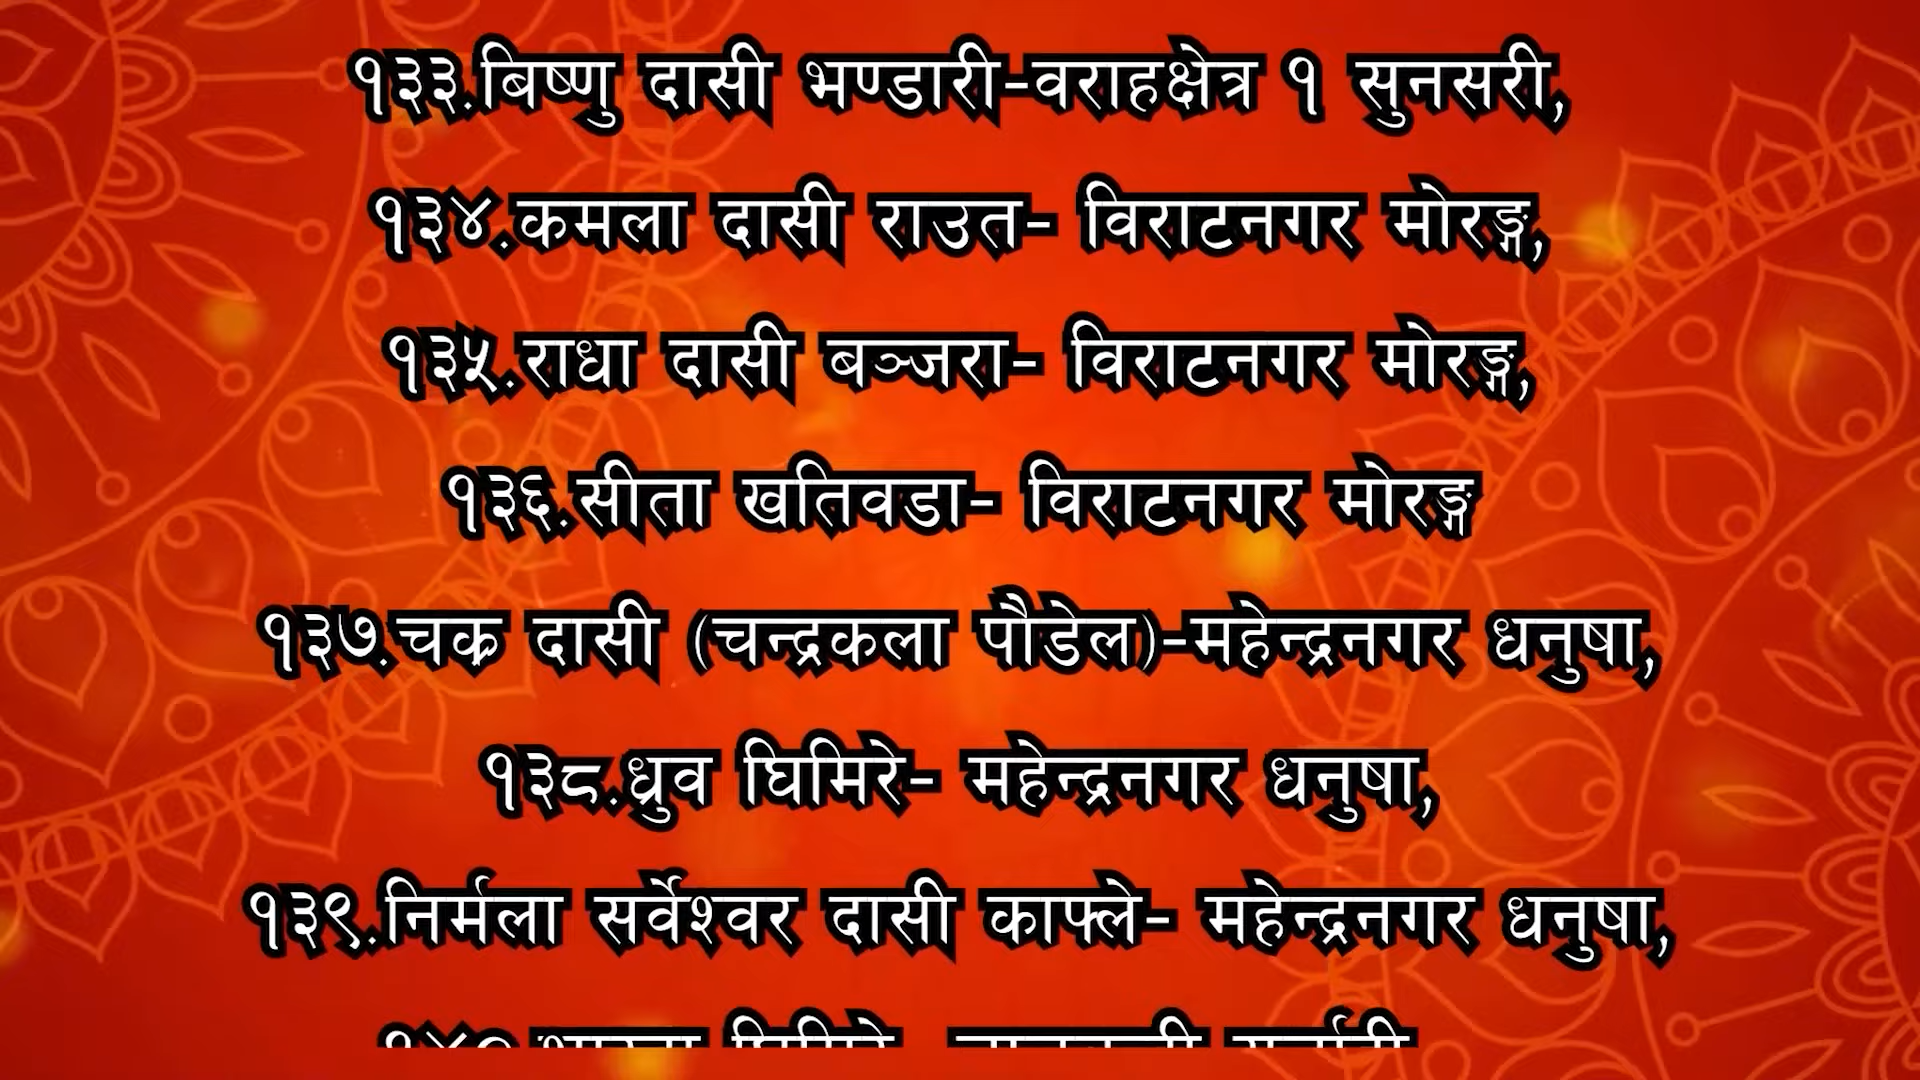 १३३.बिष्णु दासी भण्डारी-वराहक्षेत्र १ सुनसरी,
१३४.कमला दासी राउत- विराटनगर मोरङ्ग,
१३५.राधा दासी बञ्जरा- विराटनगर मोरङ्ग,
१३६.सीता खतिवडा- विराटनगर मोरङ्ग
१३७.चक्र दासी (चन्द्रकला पौडेल)-महेन्द्रनगर धनुषा,
१३८.ध्रुव घिमिरे- महेन्द्रनगर धनुषा,
१३९.निर्मला सर्वेश्वर दासी काफ्ले- महेन्द्रनगर धनुषा,